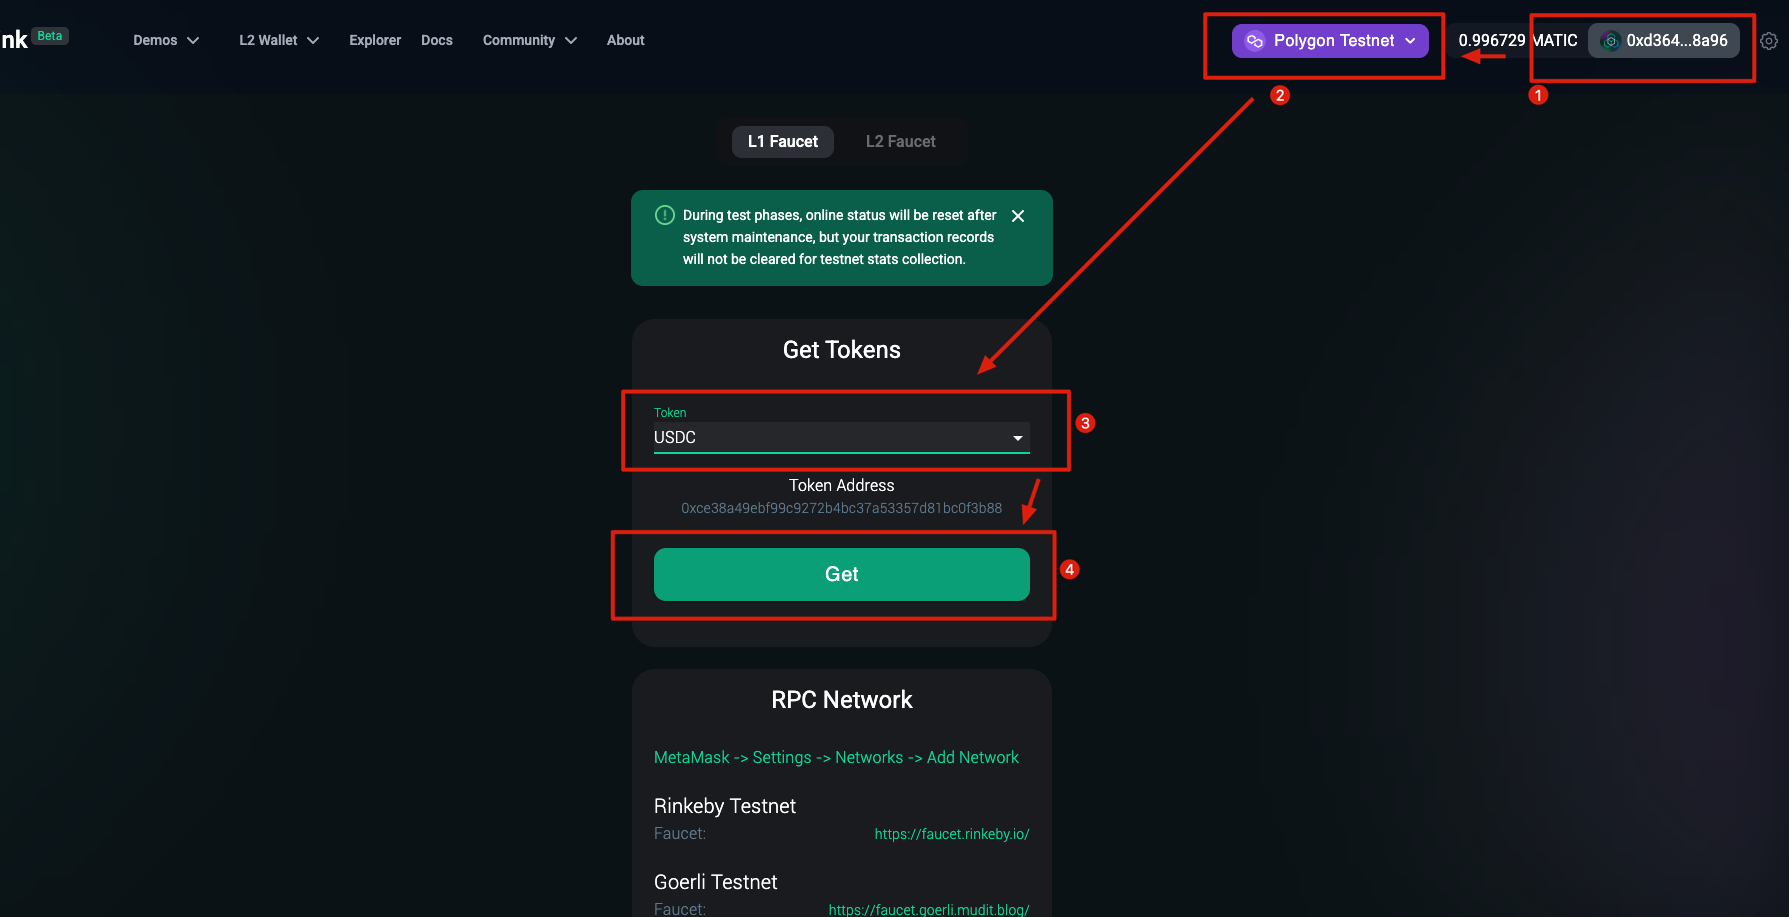 nk Beta
Demos L2 Wallet Explorer Docs Community About Polygon Testnet 0.996729 MATIC 0xd364...8a96
2 1
L1 Faucet L2 Faucet
During test phases, online status will be reset after
system maintenance, but your transaction records
will not be cleared for testnet stats collection.
Get Tokens
Token
USDC
3
Token Address
0xce38a49ebf99c9272b4bc37a53357d81bc0f3b88
Get
4
RPC Network
MetaMask -> Settings -> Networks -> Add Network
Rinkeby Testnet
Faucet: https://faucet.rinkeby.io/
Goerli Testnet
Faucet: https://faucet.goerli.mudit.blog/